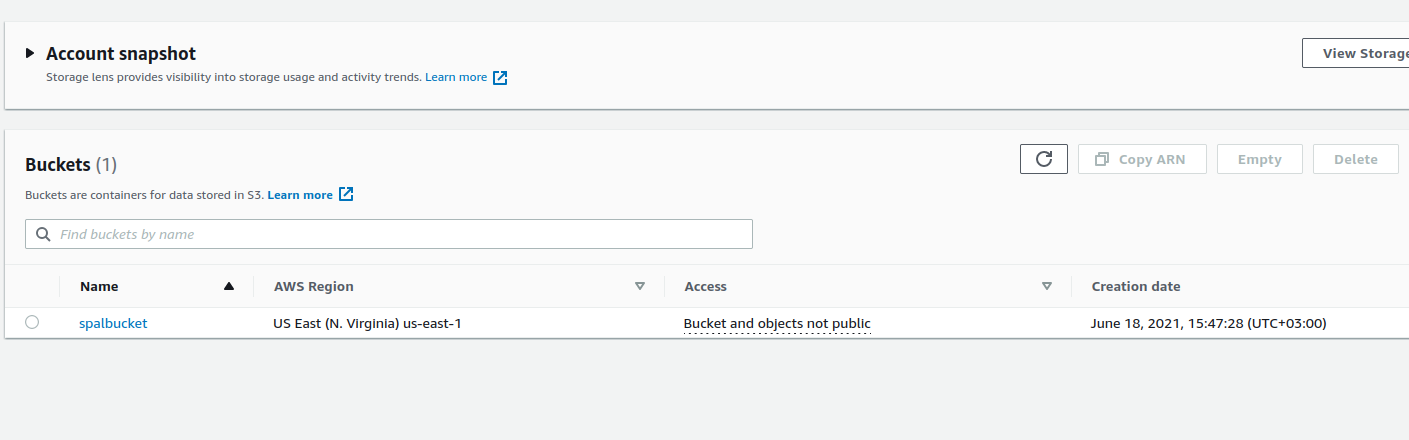 Account snapshot
View Storage
Storage lens provides visibility into storage usage and activity trends. Learn more
Buckets (1)
Copy ARN
Empty
Delete
Buckets are containers for data stored in S3. Learn more
Find buckets by name
Name
AWS Region
Access
Creation date
spalbucket
US East (N. Virginia) us-east-1
Bucket and objects not public
June 18, 2021, 15:47:28 (UTC+03:00)